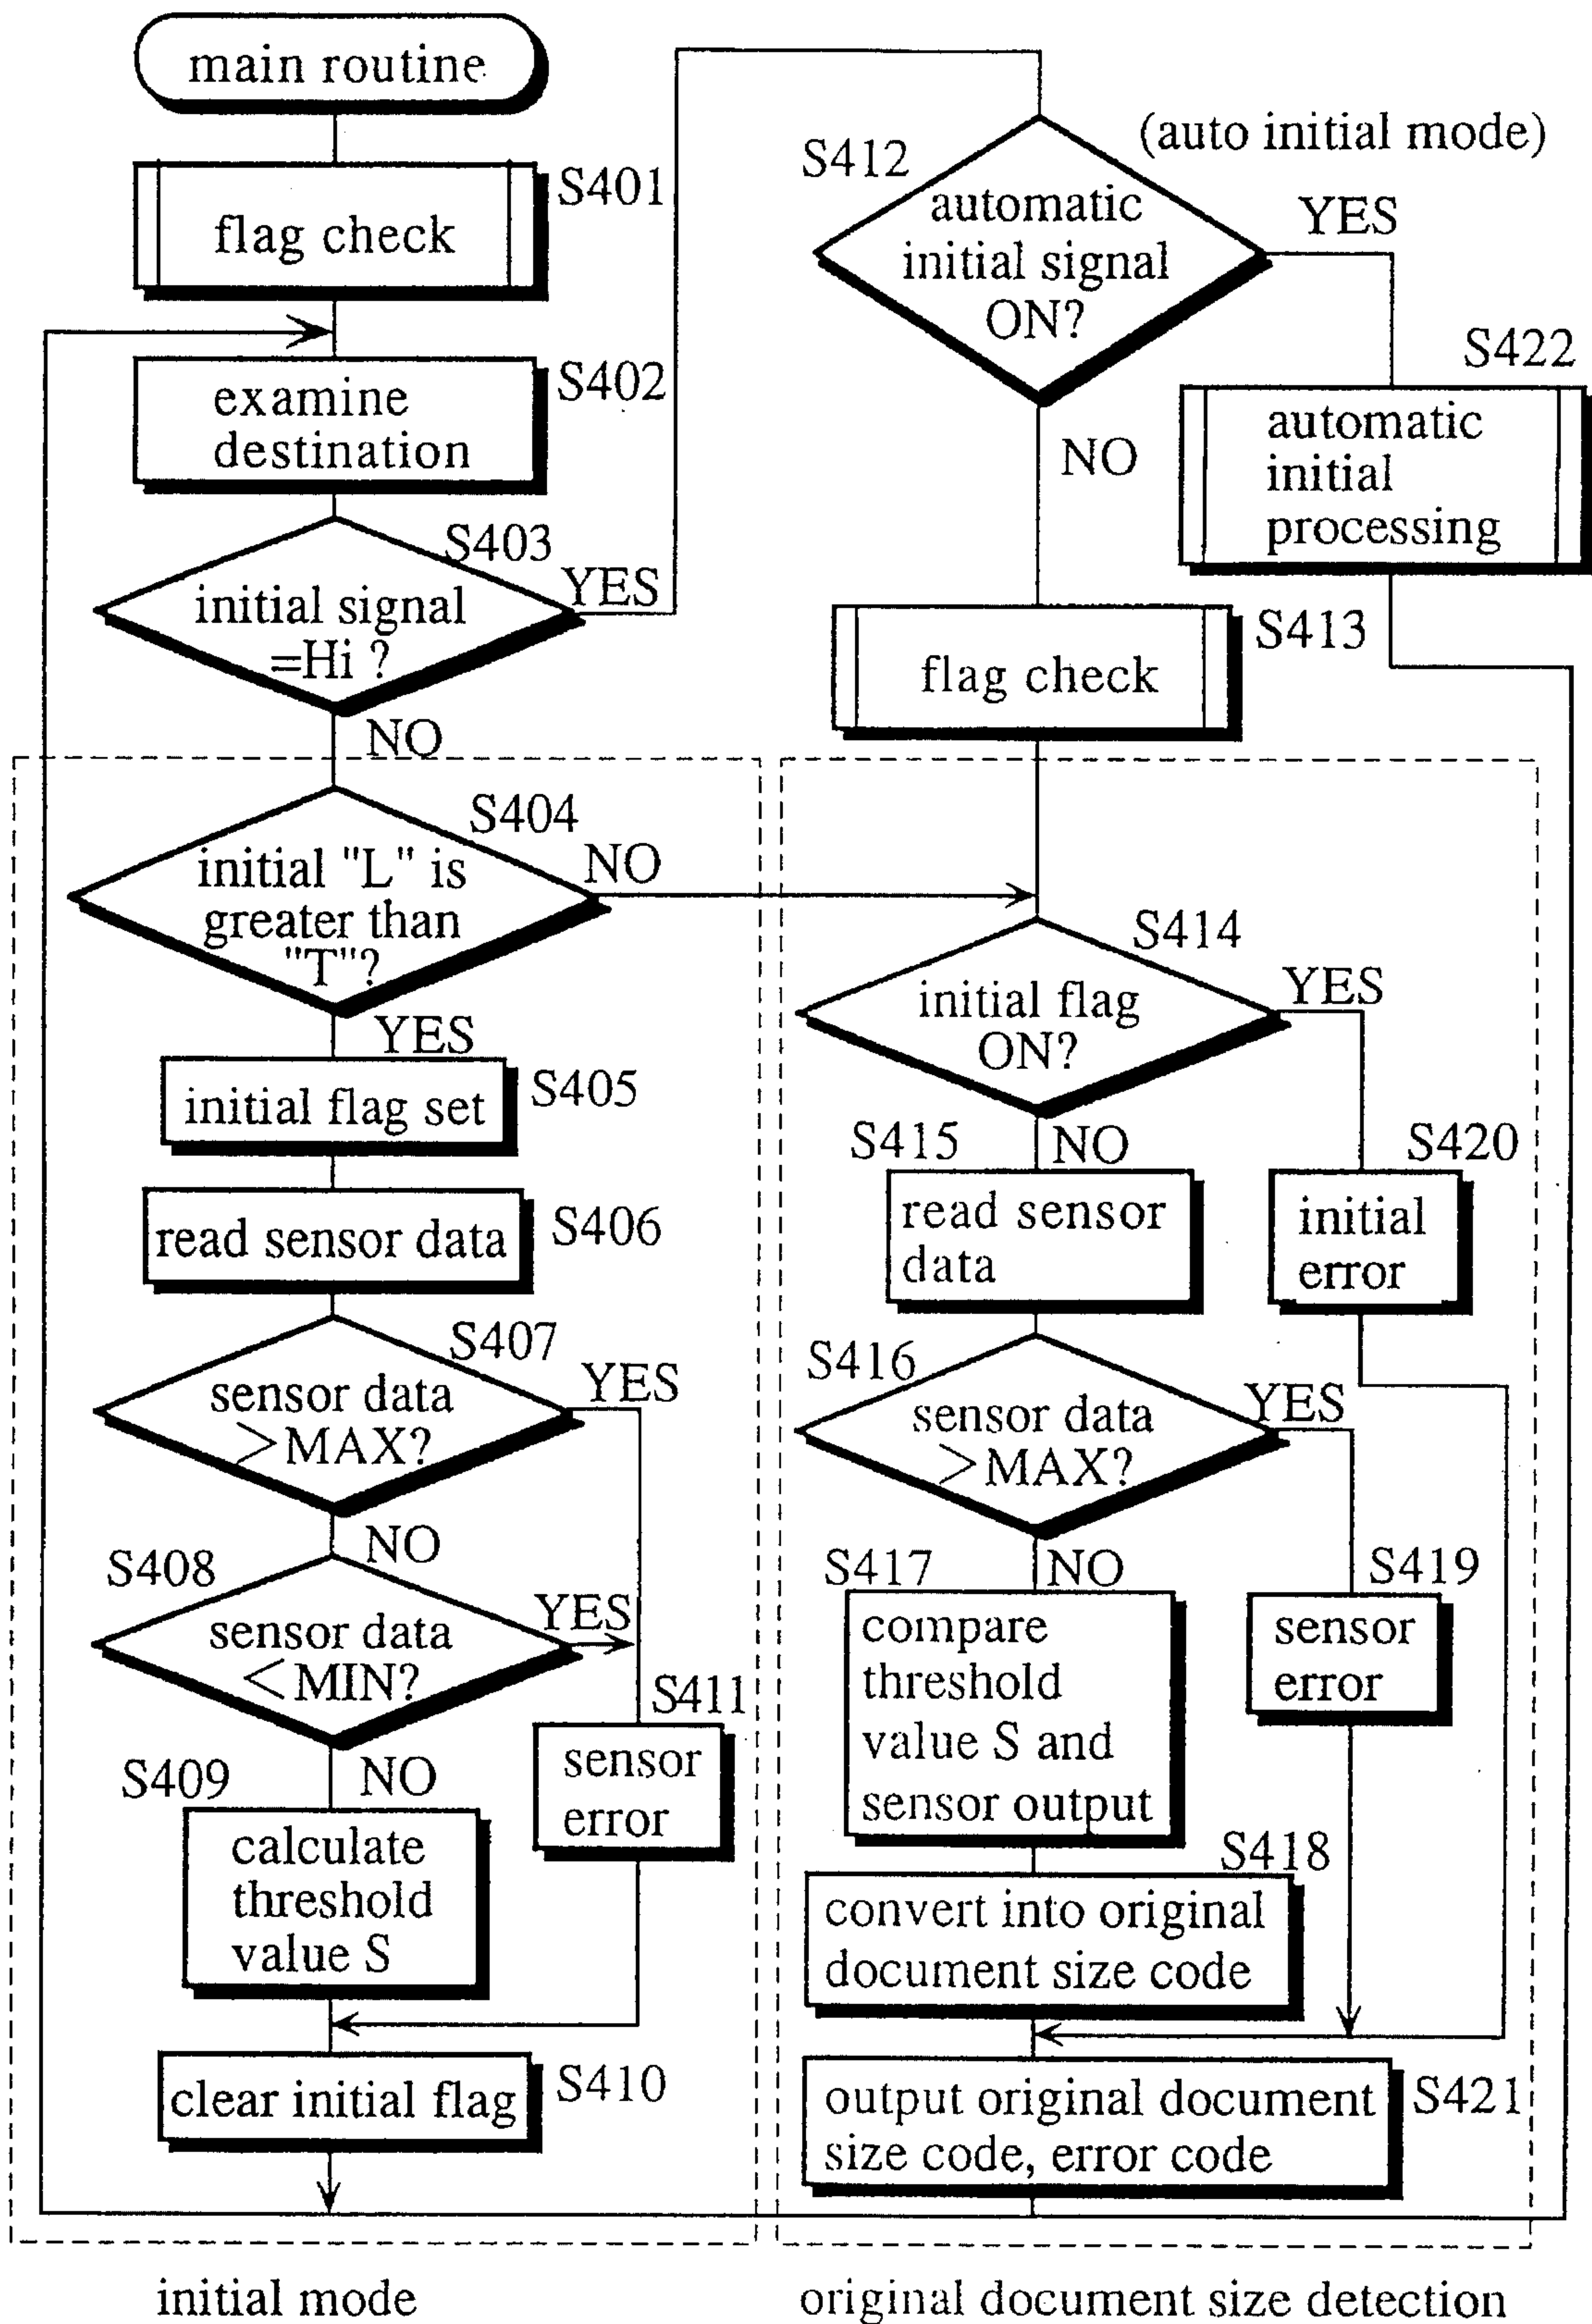 main routine
S401
flag check
S402
examine
destination
S403
initial signal
=Hi ?
YES
NO
S404
initial "L" is
greater than
"T"?
NO
YES
S405
initial flag set
S406
read sensor data
S407
sensor data
>MAX?
YES
NO
S408
sensor data
<MIN?
YES
NO
S409
calculate
threshold
value S
S411
sensor
error
S410
clear initial flag
initial mode
(auto initial mode)
S412
automatic
initial signal
ON?
YES
NO
S422
automatic
initial
processing
S413
flag check
S414
initial flag
ON?
YES
NO
S415
read sensor
data
S420
initial
error
S416
sensor data
>MAX?
YES
NO
S417
compare
threshold
value S and
sensor output
S419
sensor
error
S418
convert into original
document size code
S421
output original document
size code, error code
original document size detection